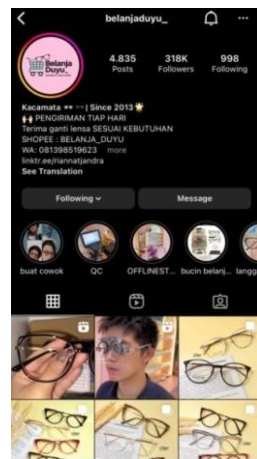 belanjaduyu_
Belanja
Duyu_
4.835 318K 998
Posts Followers Following
Kacamata 👓 👓 | Since 2013 🌟
🙌 PENGIRIMAN TIAP HARI
Terima ganti lensa SESUAI KEBUTUHAN
SHOPEE : BELANJA_DUYU
WA: 081398519623 more
linktr.ee/riannatjandra
See Translation
Following Message
buat cowok QC OFFLINEST... bucin belanj... langg